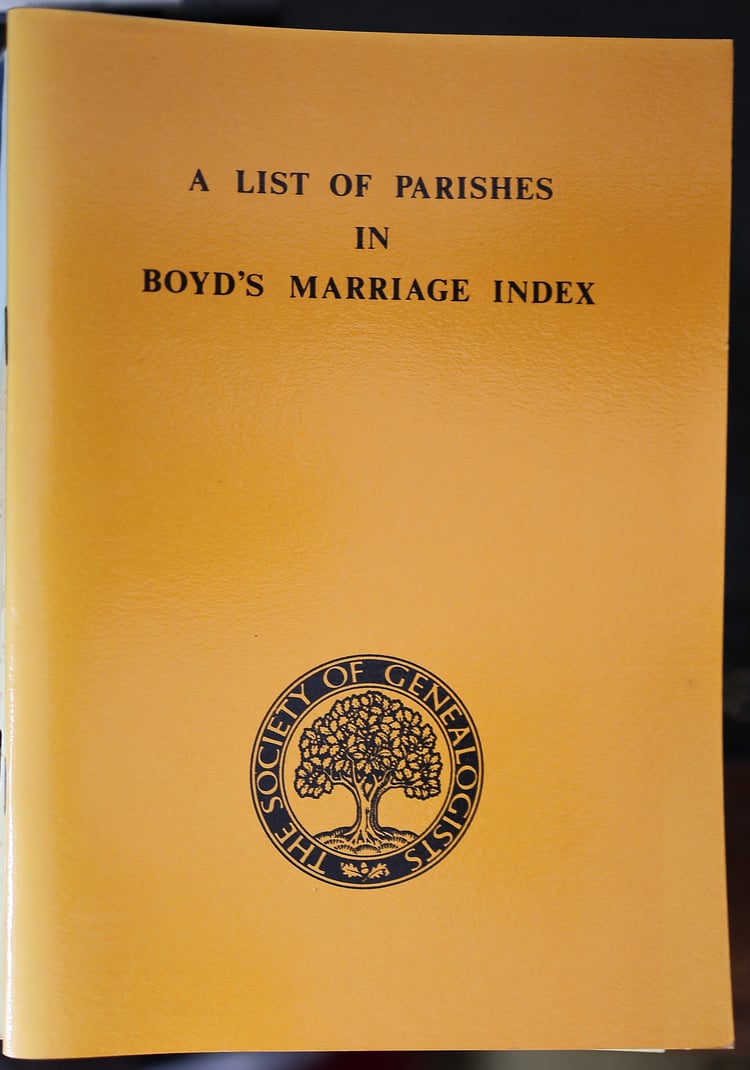 A LIST OF PARISHES
IN
BOYD'S MARRIAGE INDEX
THE SOCIETY OF GENEALOGISTS